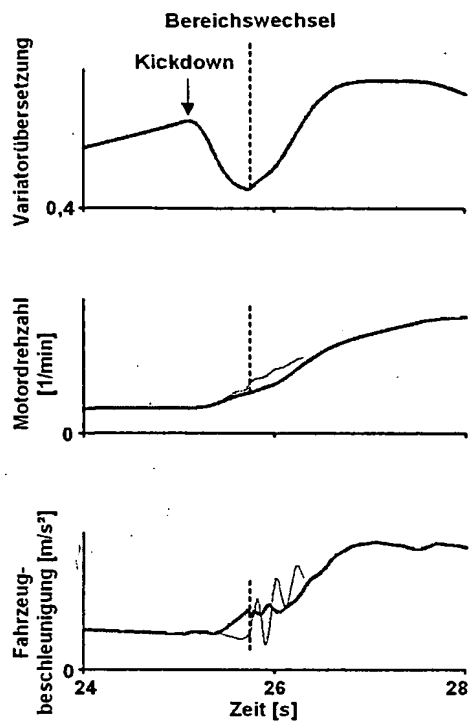 Bereichswechsel
Kickdown
Variatorübersetzung
0,4
Motordrehzahl
[1/min]
0
Fahrzeug-
beschleunigung [m/s²]
0
24
26
28
Zeit [s]